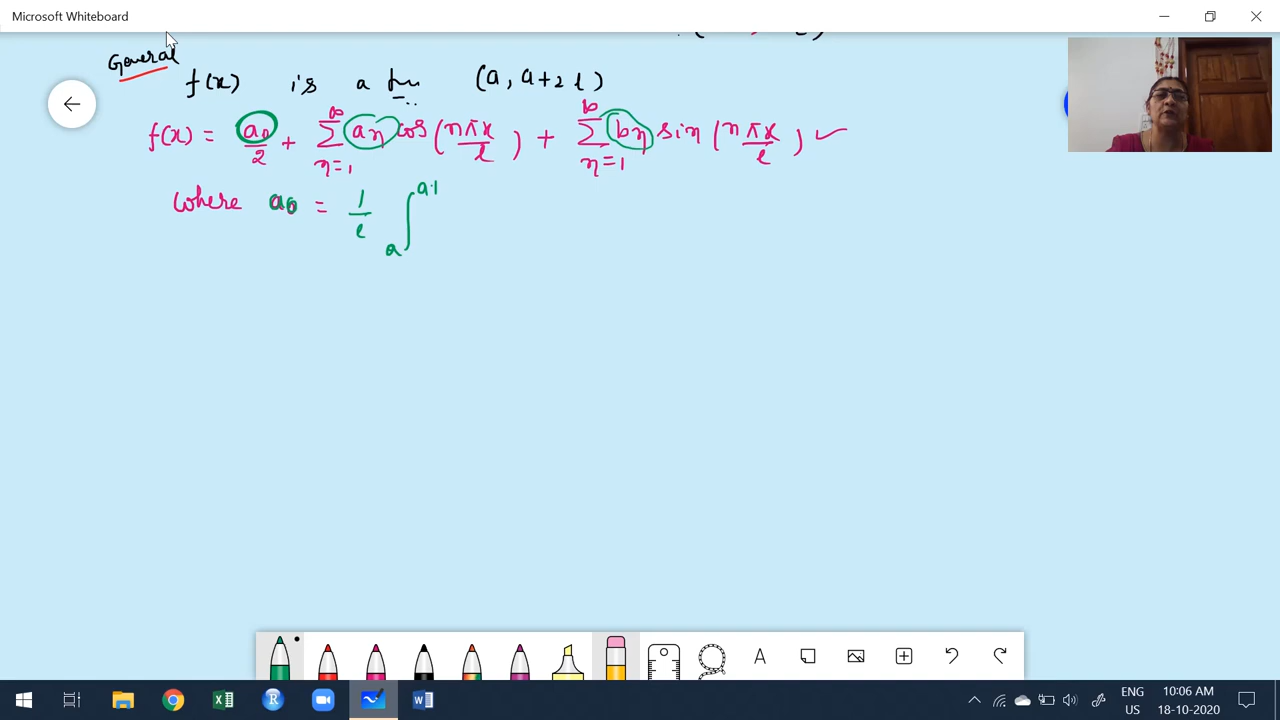 Microsoft Whiteboard
General
f(x) is a fun (a, a+2l)
f(x) = a₀/2 + ∞∑n=1 aₙ cos(nπx/l) + ∞∑n=1 bₙ sin(nπx/l) ✓
where a₀ = 1/l ∫ a a+
A
ENG
US
10:06 AM
18-10-2020